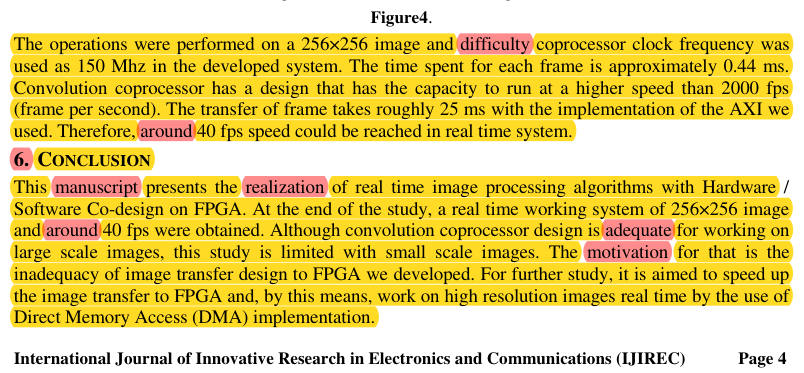 Figure4.
The operations were performed on a 256×256 image and difficulty coprocessor clock frequency was
used as 150 Mhz in the developed system. The time spent for each frame is approximately 0.44 ms.
Convolution coprocessor has a design that has the capacity to run at a higher speed than 2000 fps
(frame per second). The transfer of frame takes roughly 25 ms with the implementation of the AXI we
used. Therefore, around 40 fps speed could be reached in real time system.
6. CONCLUSION
This manuscript presents the realization of real time image processing algorithms with Hardware /
Software Co-design on FPGA. At the end of the study, a real time working system of 256×256 image
and around 40 fps were obtained. Although convolution coprocessor design is adequate for working on
large scale images, this study is limited with small scale images. The motivation for that is the
inadequacy of image transfer design to FPGA we developed. For further study, it is aimed to speed up
the image transfer to FPGA and, by this means, work on high resolution images real time by the use of
Direct Memory Access (DMA) implementation.
International Journal of Innovative Research in Electronics and Communications (IJIREC) Page 4